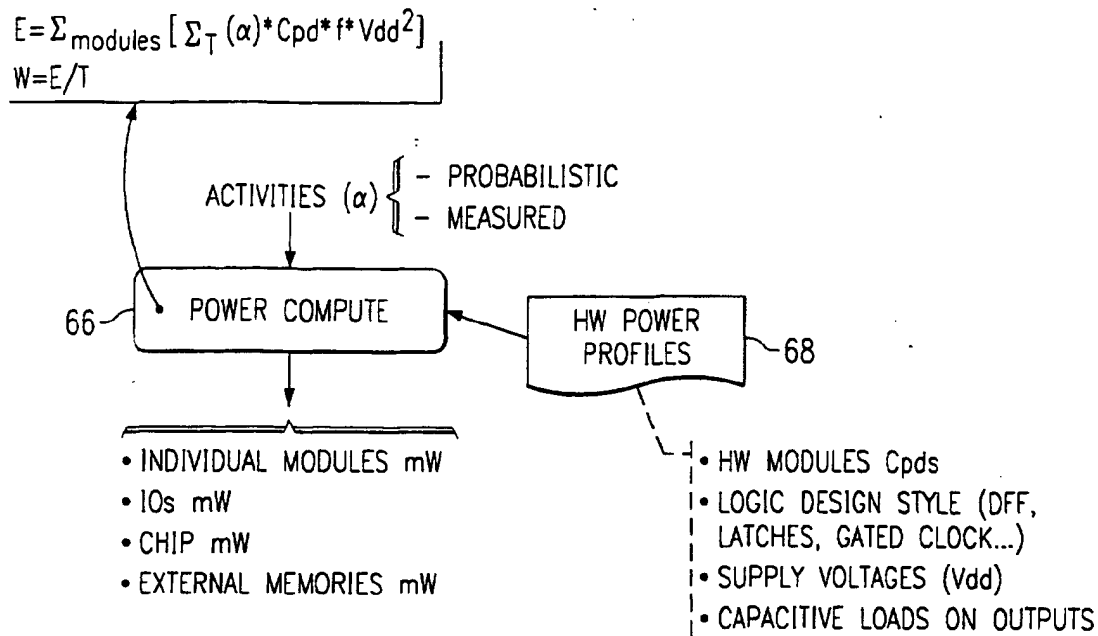 E=Σmodules[ΣT(α)*Cpd*f*Vdd²]
W=E/T
ACTIVITIES (α)
- PROBABILISTIC
- MEASURED
66
POWER COMPUTE
HW POWER
PROFILES
68
• INDIVIDUAL MODULES mW
• IOs mW
• CHIP mW
• EXTERNAL MEMORIES mW
• HW MODULES Cpds
• LOGIC DESIGN STYLE (DFF,
LATCHES, GATED CLOCK...)
• SUPPLY VOLTAGES (Vdd)
• CAPACITIVE LOADS ON OUTPUTS